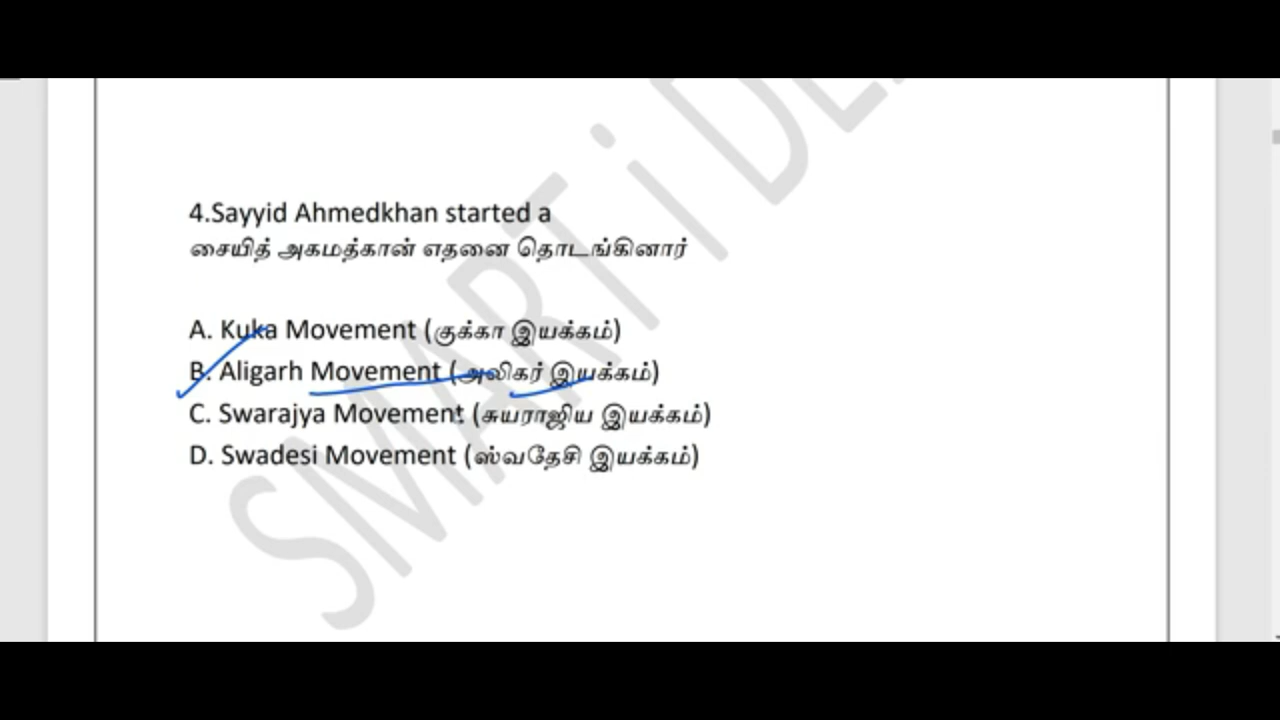 4.Sayyid Ahmedkhan started a
சையித் அகமத்கான் எதனை தொடங்கினார்
A. Kuka Movement (குக்கா இயக்கம்)
B. Aligarh Movement (அலிகர் இயக்கம்)
C. Swarajya Movement (சுயராஜிய இயக்கம்)
D. Swadesi Movement (ஸ்வதேசி இயக்கம்)
SMART i